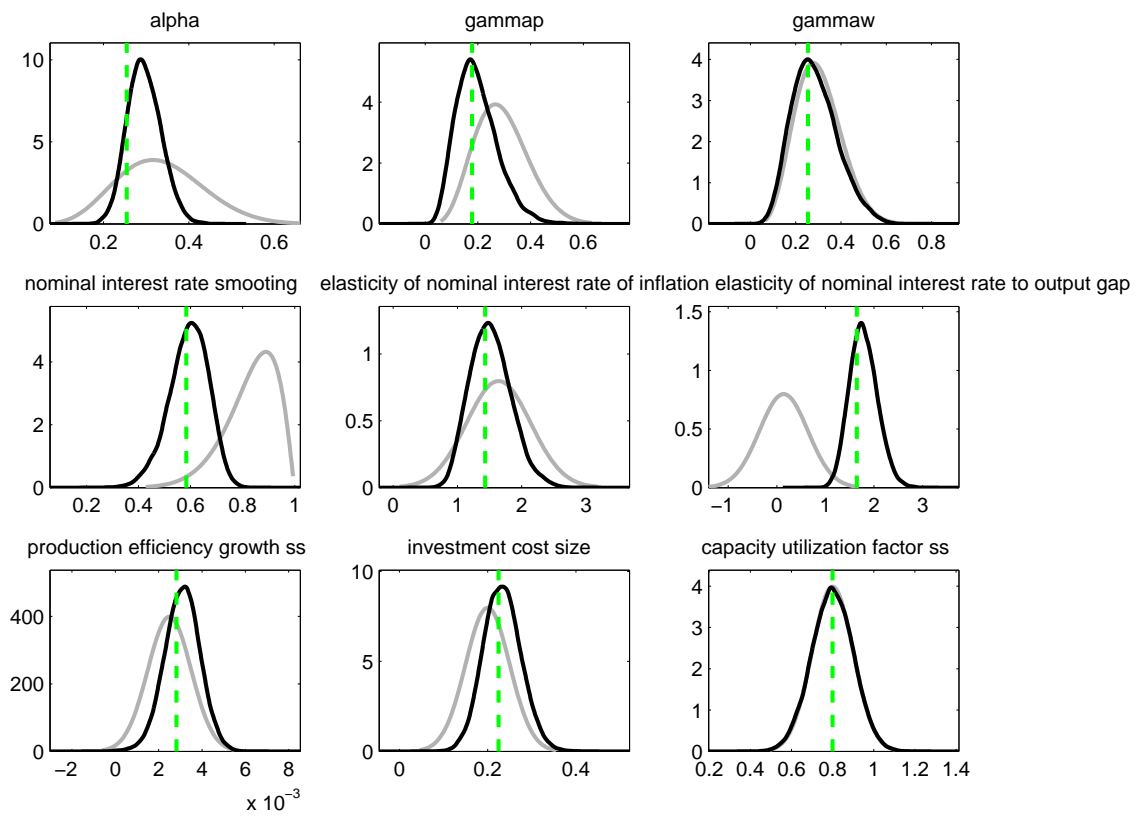 alpha gammap gammaw
10
5
0
0.2 0.4 0.6
4
2
0
0 0.2 0.4 0.6
4
3
2
1
0
0 0.2 0.4 0.6 0.8
nominal interest rate smooting elasticity of nominal interest rate of inflation elasticity of nominal interest rate to output gap
4
2
0
0.2 0.4 0.6 0.8 1
1
0.5
0
0 1 2 3
1.5
1
0.5
0
−1 0 1 2 3
production efficiency growth ss investment cost size capacity utilization factor ss
400
200
0
−2 0 2 4 6 8
x 10−3
10
5
0
0 0.2 0.4
4
3
2
1
0
0.2 0.4 0.6 0.8 1 1.2 1.4